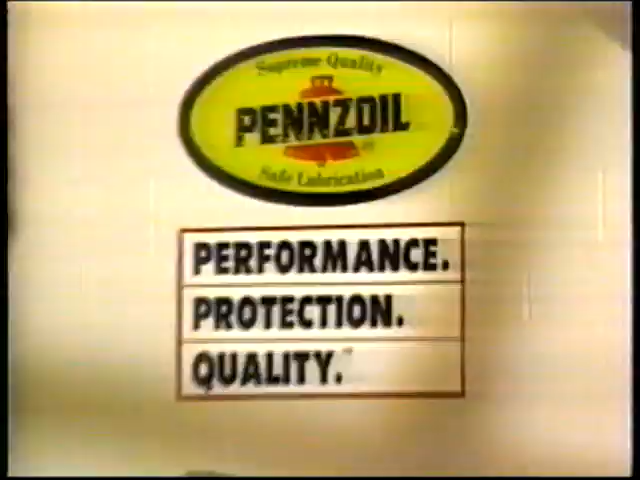 Supreme Quality
PENNZOIL
Safe Lubrication
PERFORMANCE.
PROTECTION.
QUALITY.